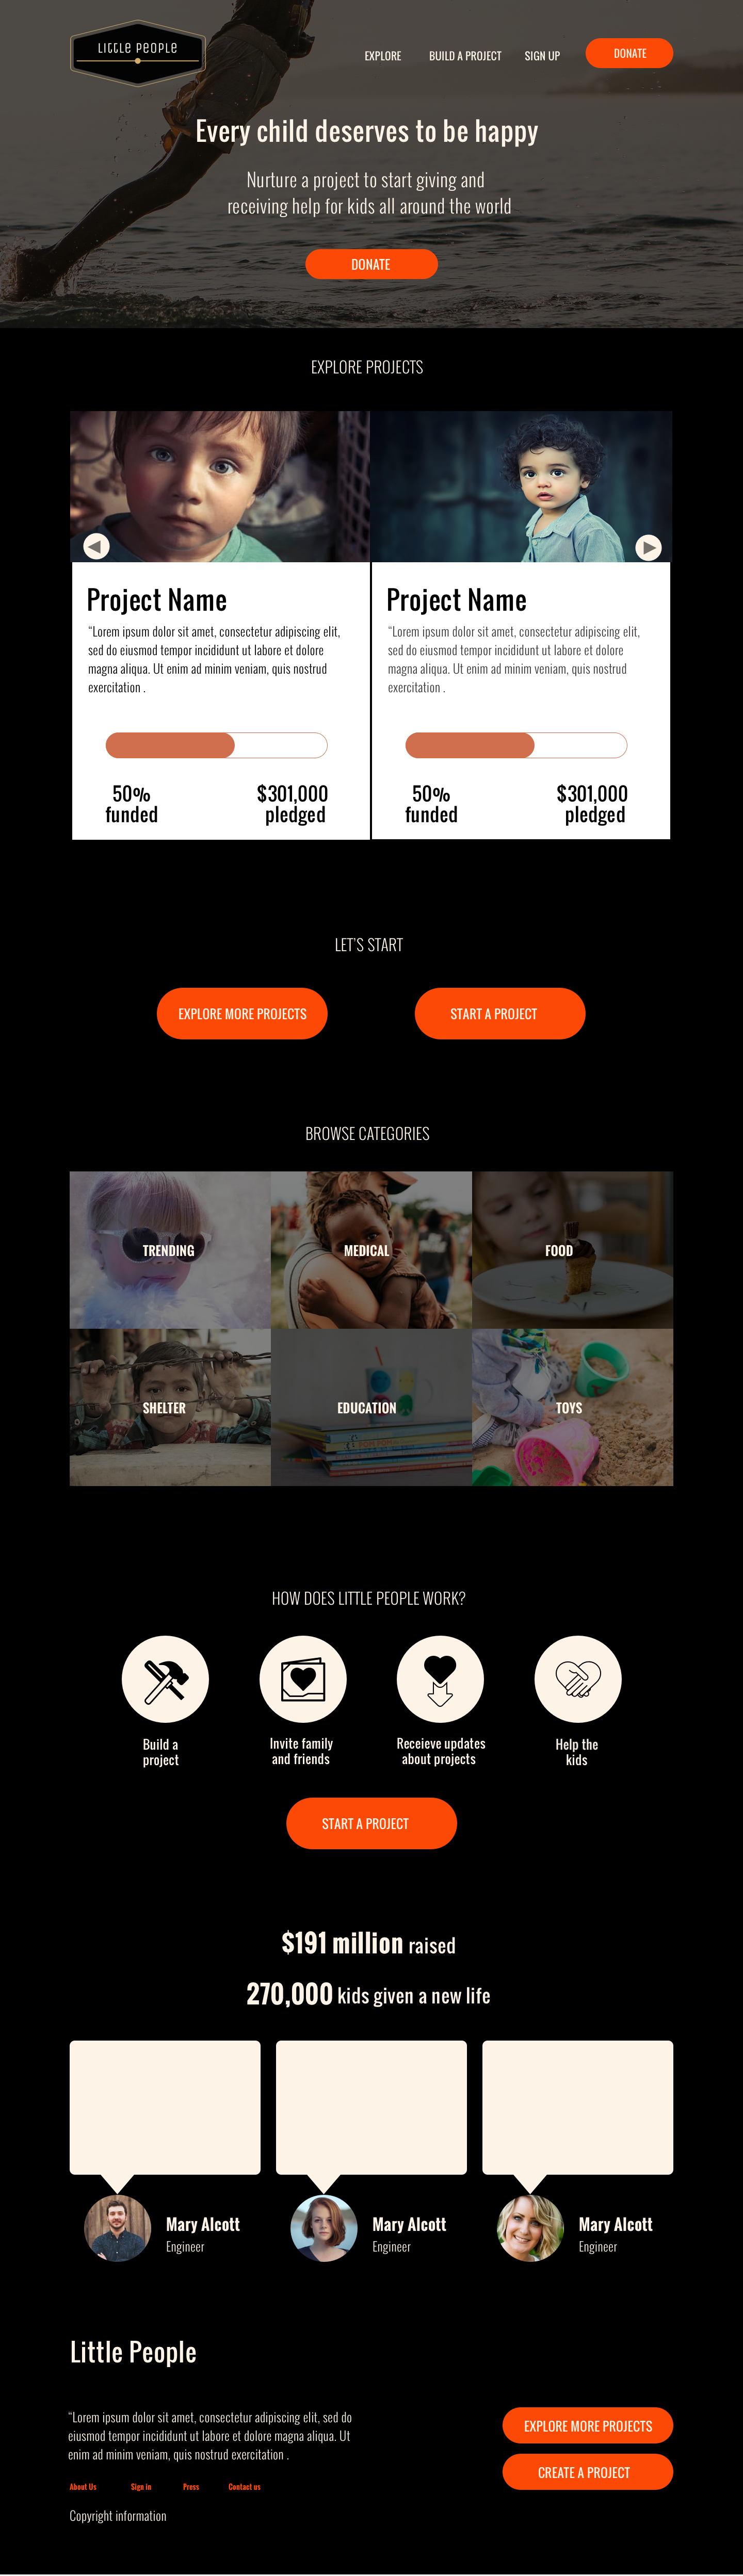 Little People
EXPLORE
BUILD A PROJECT
SIGN UP
DONATE
Every child deserves to be happy
Nurture a project to start giving and
receiving help for kids all around the world
DONATE
EXPLORE PROJECTS
Project Name
“Lorem ipsum dolor sit amet, consectetur adipiscing elit,
sed do eiusmod tempor incididunt ut labore et dolore
magna aliqua. Ut enim ad minim veniam, quis nostrud
exercitation .
50%
funded
$301,000
pledged
Project Name
“Lorem ipsum dolor sit amet, consectetur adipiscing elit,
sed do eiusmod tempor incididunt ut labore et dolore
magna aliqua. Ut enim ad minim veniam, quis nostrud
exercitation .
50%
funded
$301,000
pledged
LET’S START
EXPLORE MORE PROJECTS
START A PROJECT
BROWSE CATEGORIES
TRENDING
MEDICAL
FOOD
SHELTER
EDUCATION
TOYS
HOW DOES LITTLE PEOPLE WORK?
Build a
project
Invite family
and friends
Receieve updates
about projects
Help the
kids
START A PROJECT
$191 million raised
270,000 kids given a new life
Mary Alcott
Engineer
Mary Alcott
Engineer
Mary Alcott
Engineer
Little People
“Lorem ipsum dolor sit amet, consectetur adipiscing elit, sed do
eiusmod tempor incididunt ut labore et dolore magna aliqua. Ut
enim ad minim veniam, quis nostrud exercitation .
About Us
Sign in
Press
Contact us
Copyright information
EXPLORE MORE PROJECTS
CREATE A PROJECT